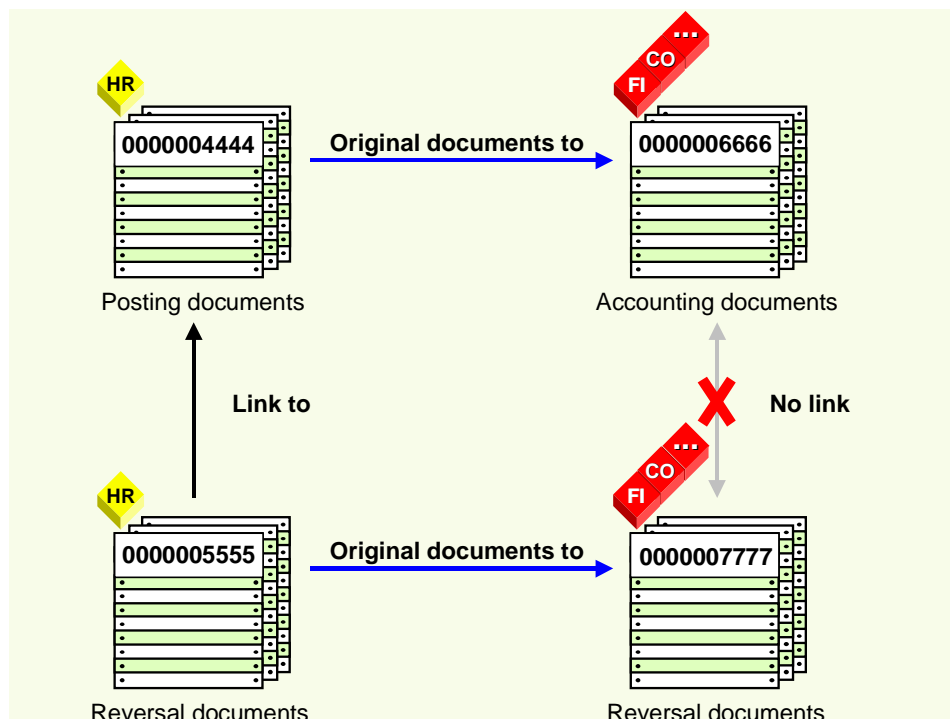 ...
CO
HR
FI
0000004444
Original documents to
0000006666
Posting documents
Accounting documents
Link to
No link
...
CO
HR
FI
0000005555
Original documents to
0000007777
Reversal documents
Reversal documents